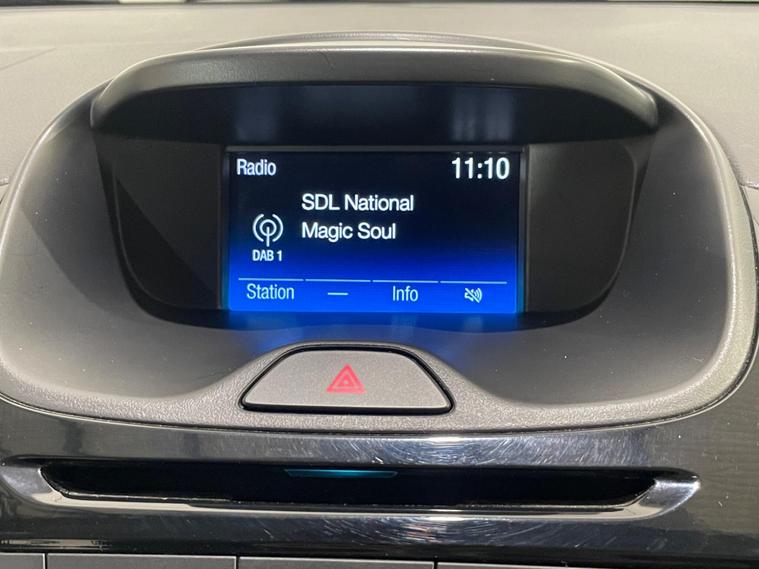 Radio 11:10
SDL National
Magic Soul
DAB 1
Station — Info